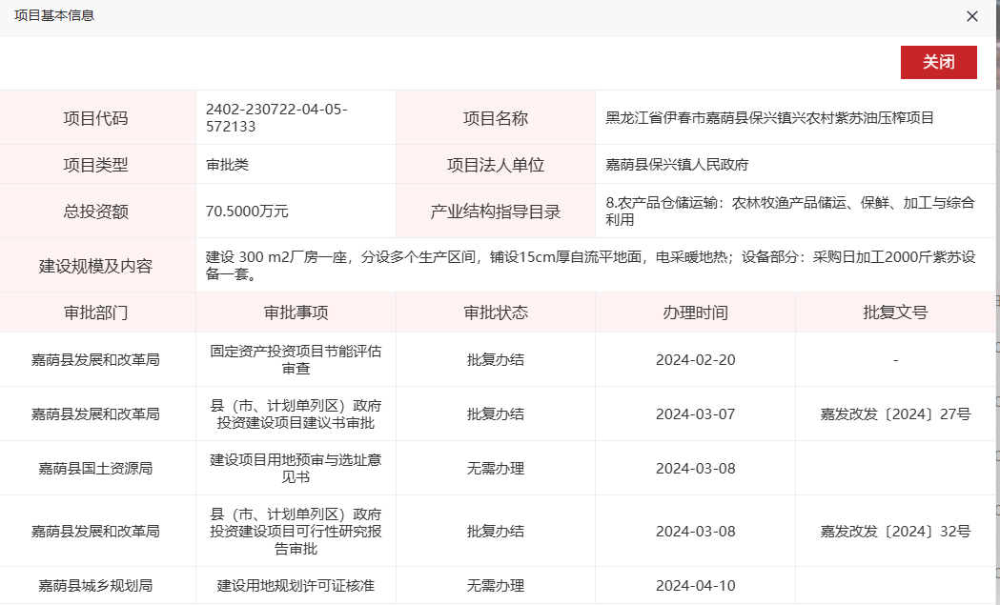 项目基本信息
关闭
项目代码
2402-230722-04-05-
572133
项目名称
黑龙江省伊春市嘉荫县保兴镇兴农村紫苏油压榨项目
项目类型
审批类
项目法人单位
嘉荫县保兴镇人民政府
总投资额
70.5000万元
产业结构指导目录
8.农产品仓储运输：农林牧渔产品储运、保鲜、加工与综合
利用
建设规模及内容
建设 300 m2厂房一座，分设多个生产区间，铺设15cm厚自流平地面，电采暖地热；设备部分：采购日加工2000斤紫苏设
备一套。
审批部门
审批事项
审批状态
办理时间
批复文号
嘉荫县发展和改革局
固定资产投资项目节能评估
审查
批复办结
2024-02-20
-
嘉荫县发展和改革局
县（市、计划单列区）政府
投资建设项目建议书审批
批复办结
2024-03-07
嘉发改发〔2024〕27号
嘉荫县国土资源局
建设项目用地预审与选址意
见书
无需办理
2024-03-08
嘉荫县发展和改革局
县（市、计划单列区）政府
投资建设项目可行性研究报
告审批
批复办结
2024-03-08
嘉发改发〔2024〕32号
嘉荫县城乡规划局
建设用地规划许可证核准
无需办理
2024-04-10